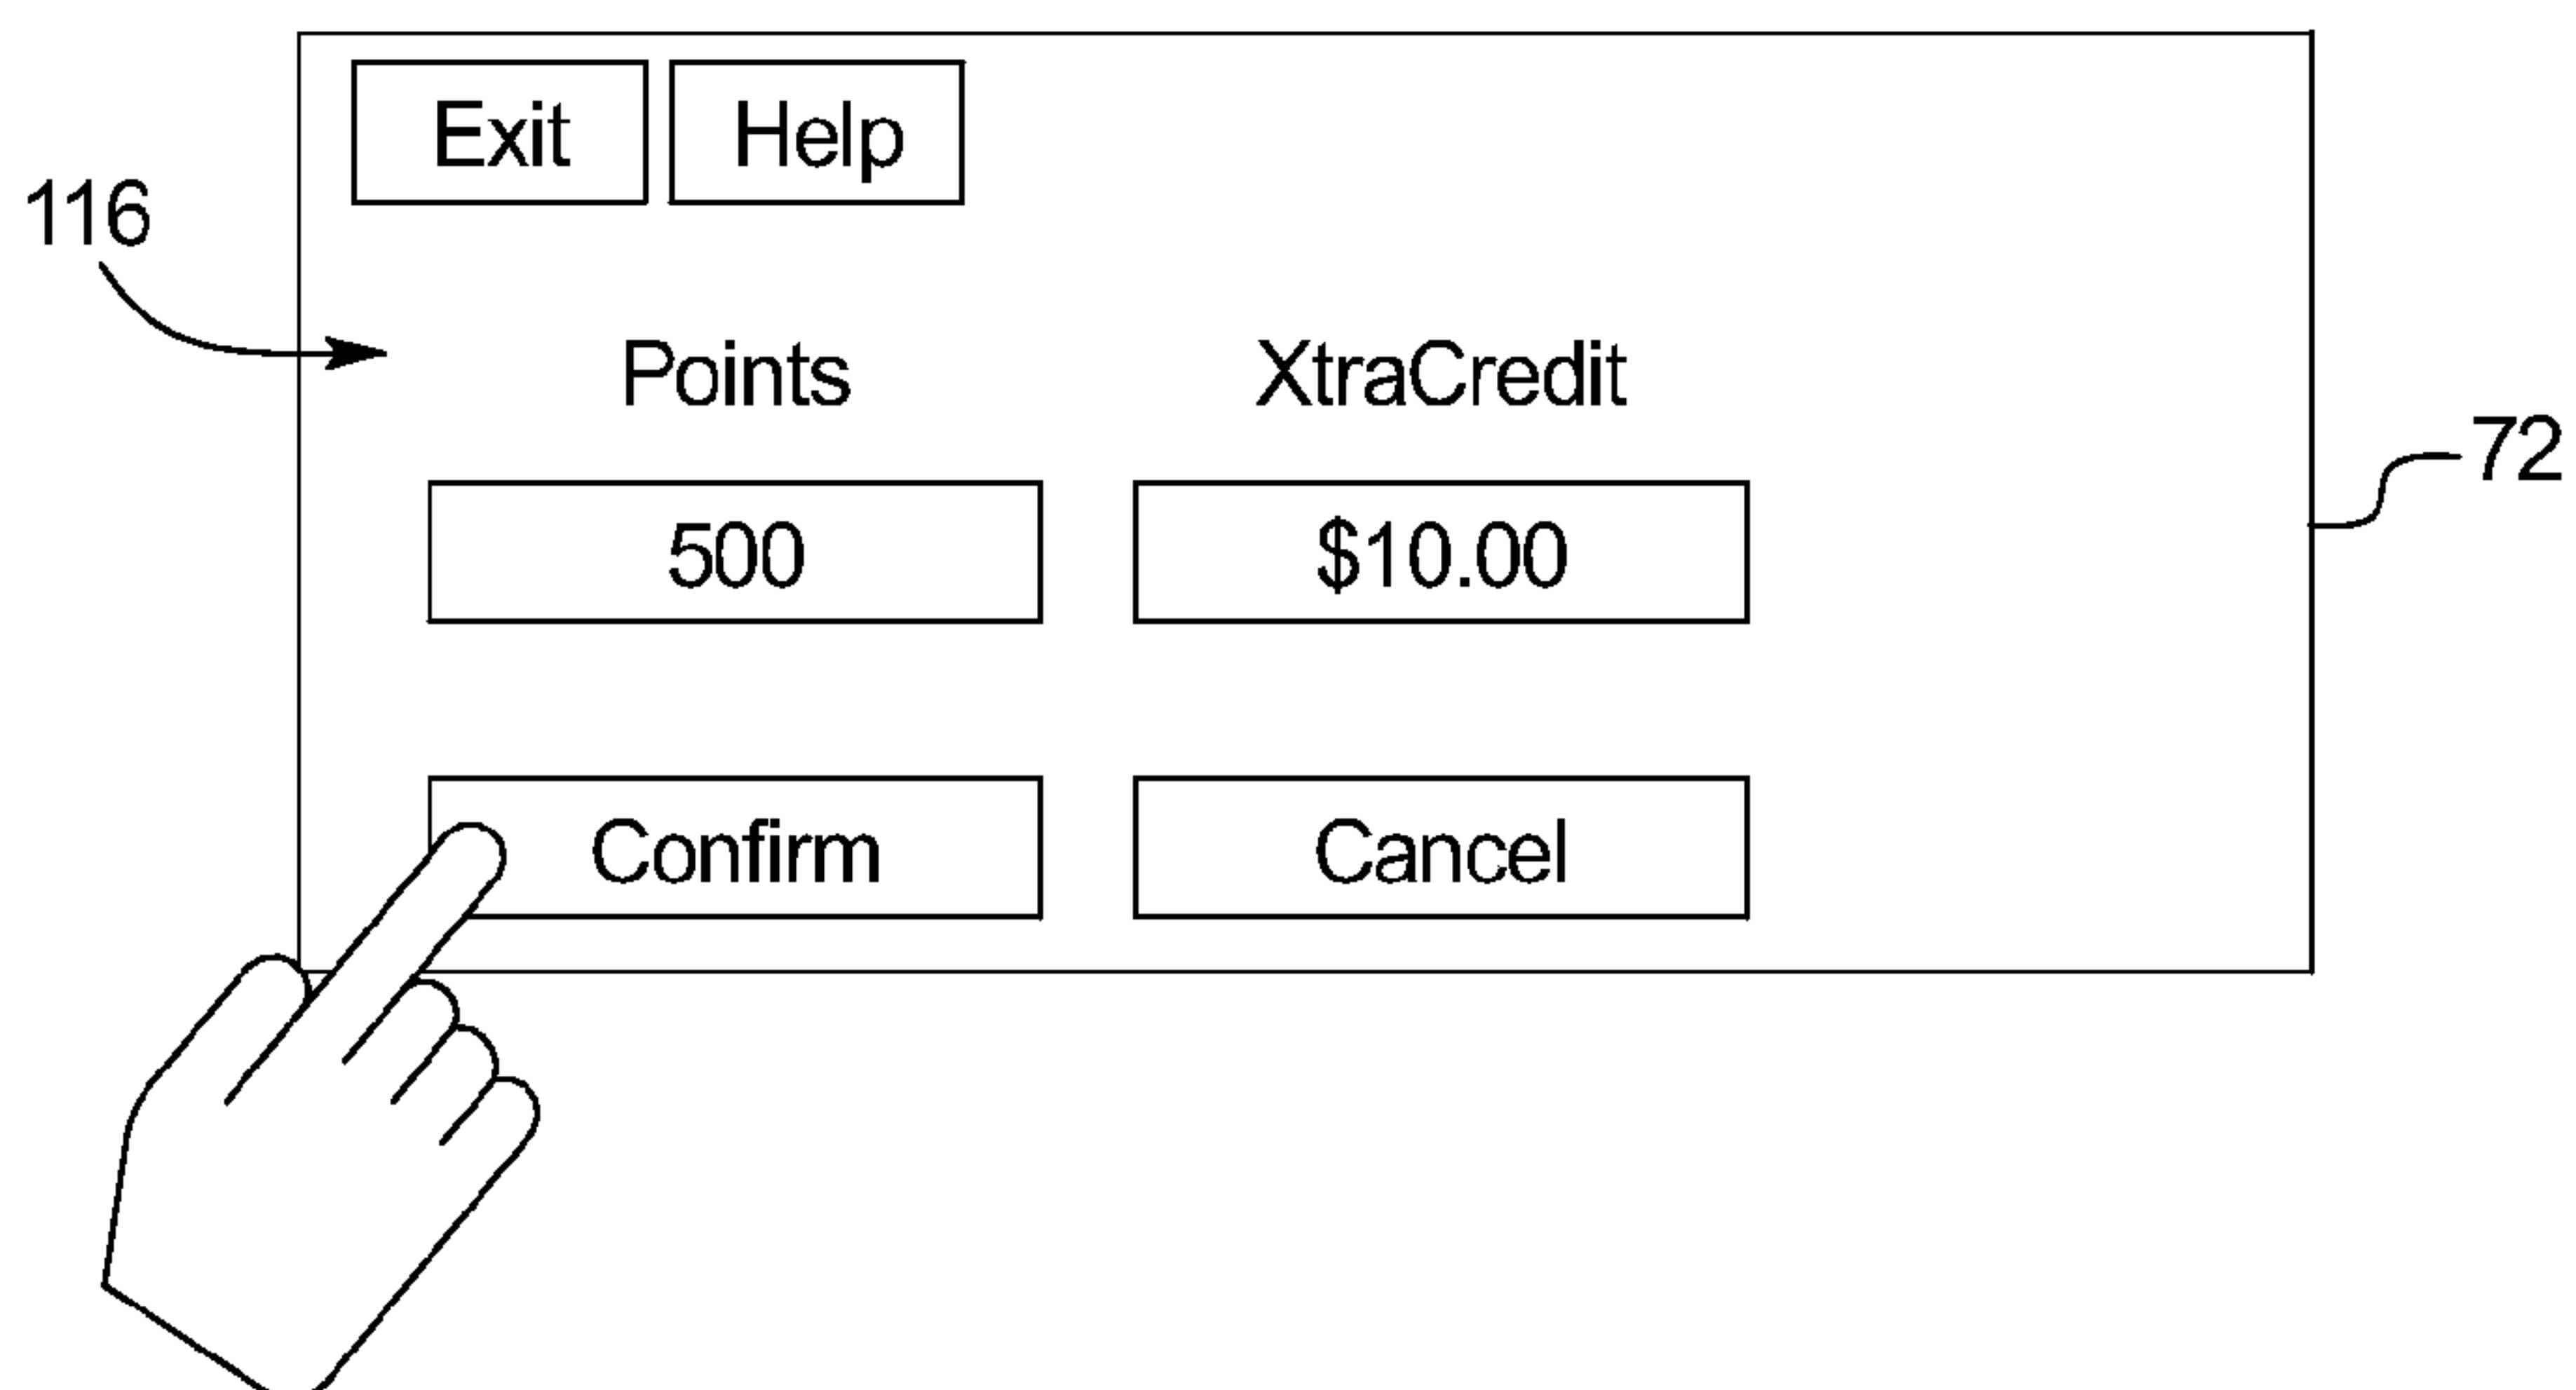 Exit Help
116
Points XtraCredit
72
500 $10.00
Confirm Cancel